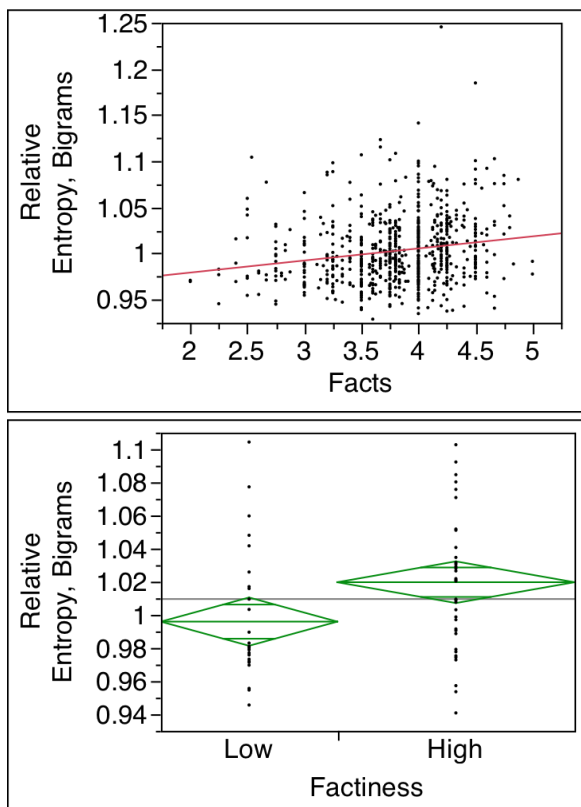 1.25
1.2
1.15
1.1
1.05
1
0.95
Relative
Entropy, Bigrams
2 2.5 3 3.5 4 4.5 5
Facts
1.1
1.08
1.06
1.04
1.02
1
0.98
0.96
0.94
Relative
Entropy, Bigrams
Low High
Factiness